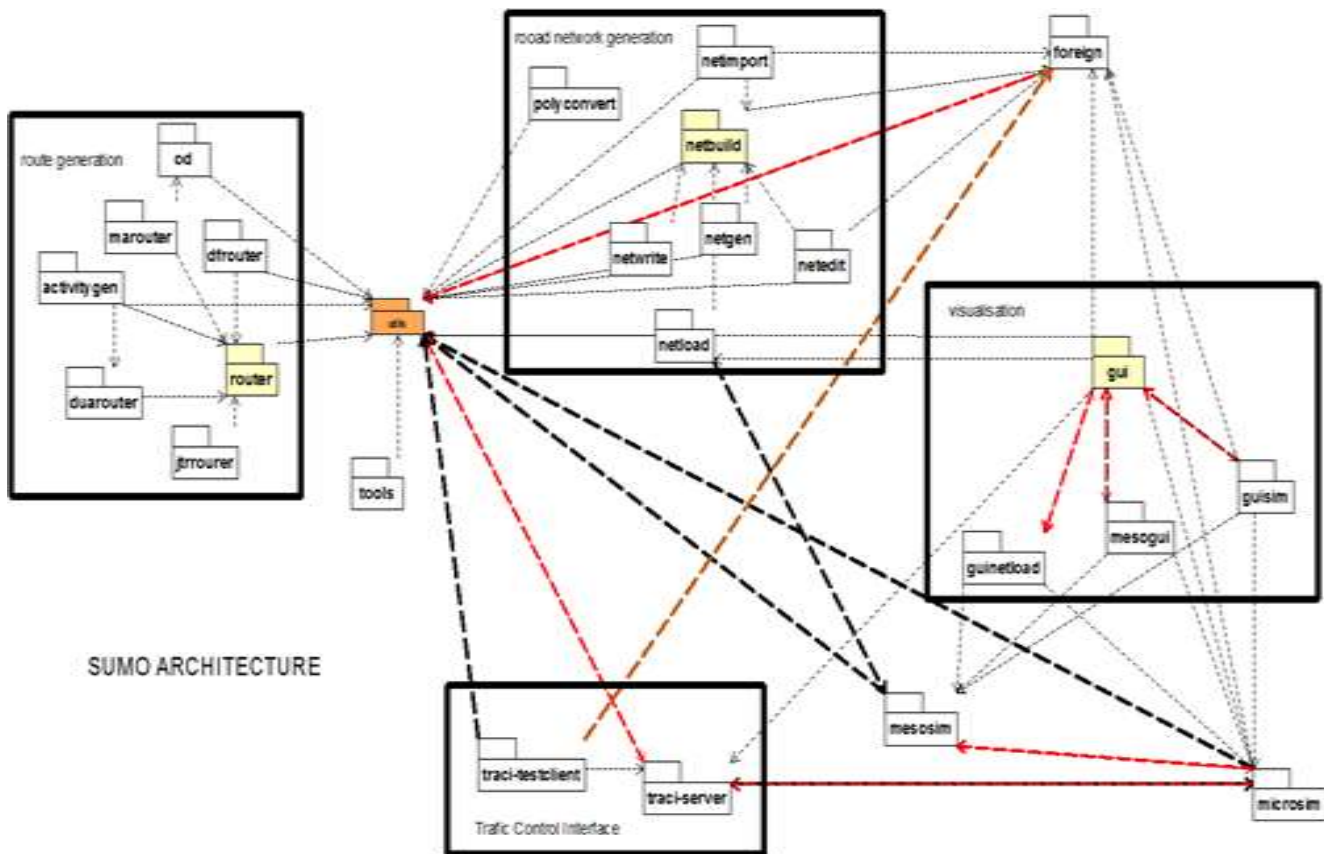 rooad network generation
netimport
foreign
polyconvert
route generation
od
netbuild
marouter
dfrouter
netwrite
netgen
netedit
activitygen
utils
visualisation
netload
router
gui
duarouter
jtrrourer
tools
guisim
mesogui
guinetload
SUMO ARCHITECTURE
mesosim
traci-testclient
traci-server
microsim
Trafic Control Interface